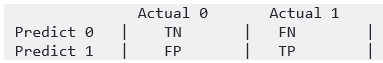 Actual 0 Actual 1
Predict 0 | TN | FN |
Predict 1 | FP | TP |